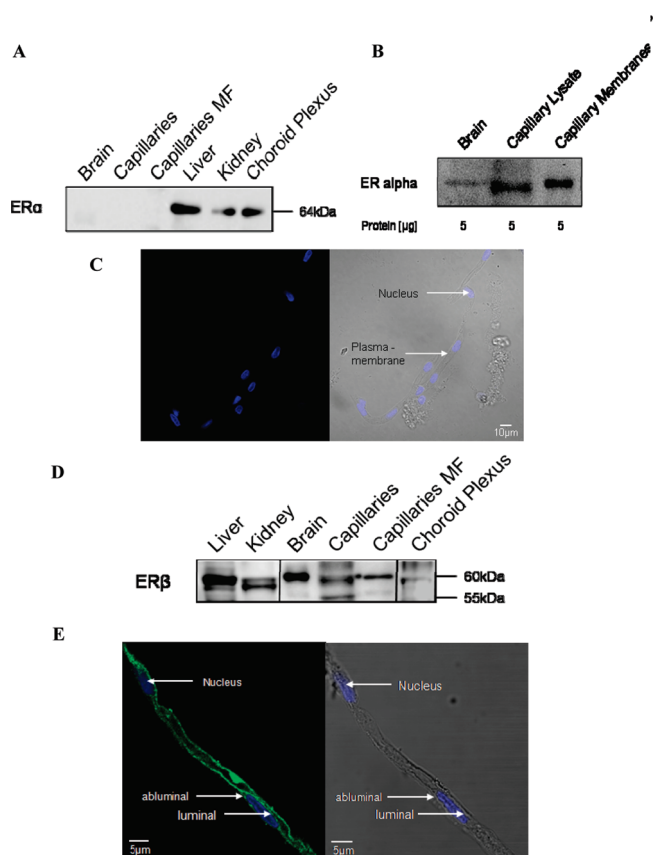 A
Brain
Capillaries
Capillaries MF
Liver
Kidney
Choroid Plexus
ERα
64kDa
B
Brain
Capillary Lysate
Capillary Membranes
ER alpha
Protein [µg]
5
5
5
C
Nucleus
Plasma -
membrane
10µm
D
Liver
Kidney
Brain
Capillaries
Capillaries MF
Choroid Plexus
ERβ
60kDa
55kDa
E
Nucleus
abluminal
luminal
5µm
Nucleus
abluminal
luminal
5µm